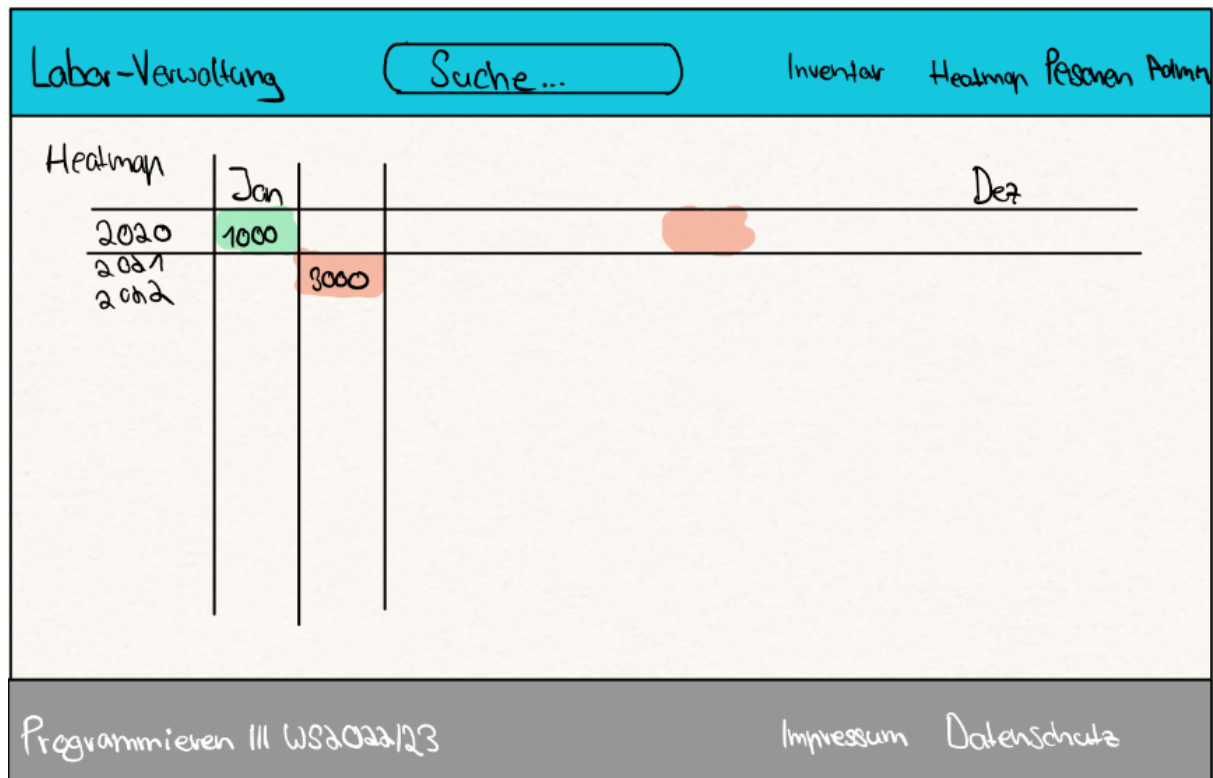 Labor-Verwaltung Suche... Inventar Heatmap Personen Admin
Heatmap
Jan Dez
2020 1000
2021 3000
2022
Programmieren III WS2022/23 Impressum Datenschutz